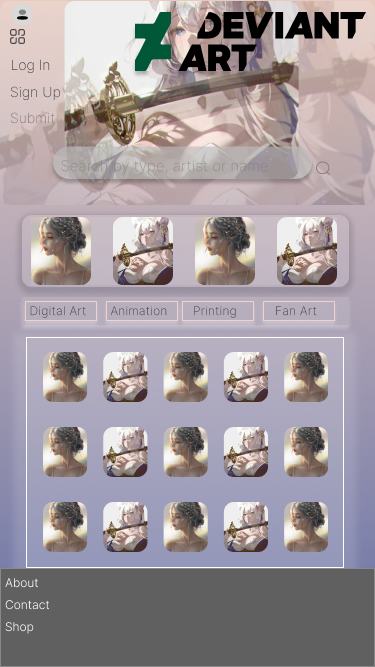 DEVIANT
ART
Log In
Sign Up
Submit
Search by type, artist or name
Digital Art
Animation
Printing
Fan Art
About
Contact
Shop